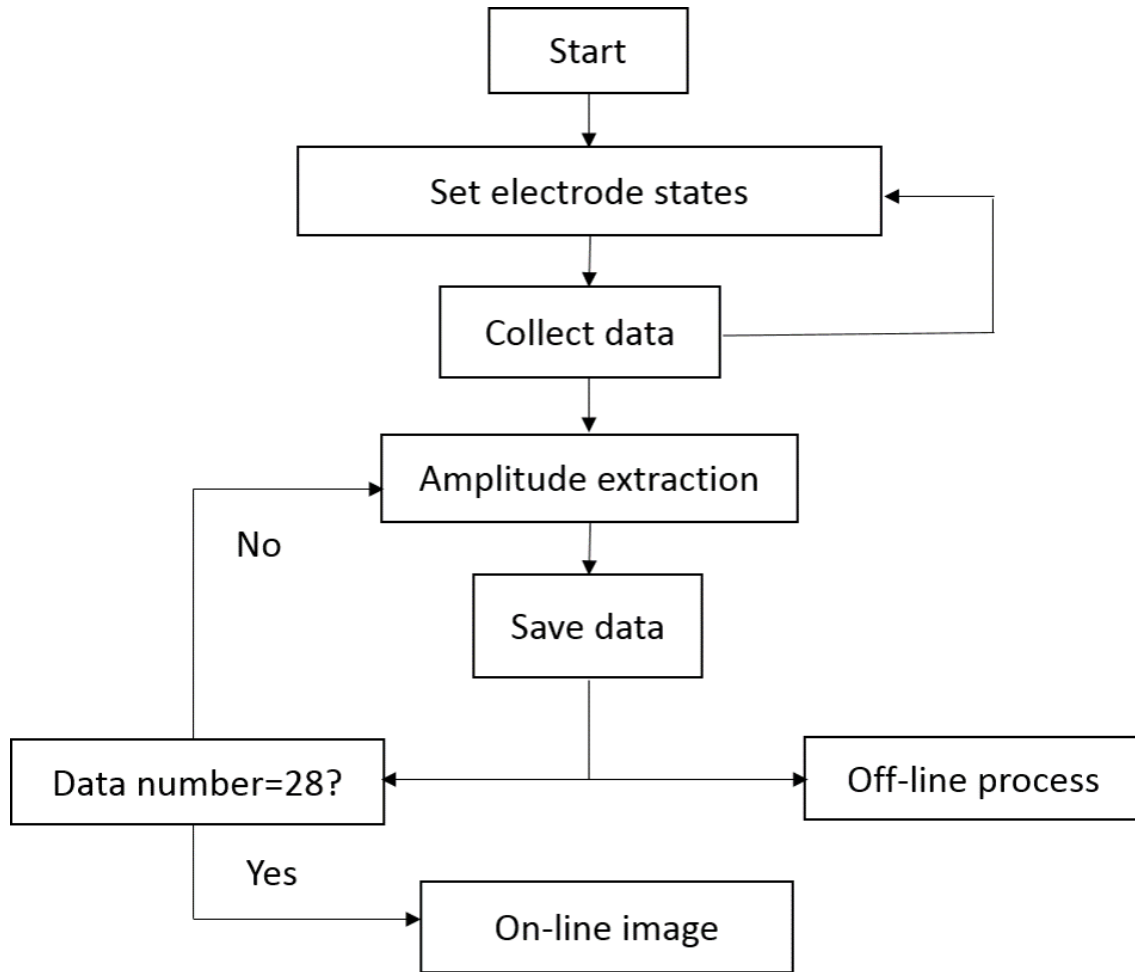 Start
Set electrode states
Collect data
Amplitude extraction
No
Save data
Data number=28?
Off-line process
Yes
On-line image